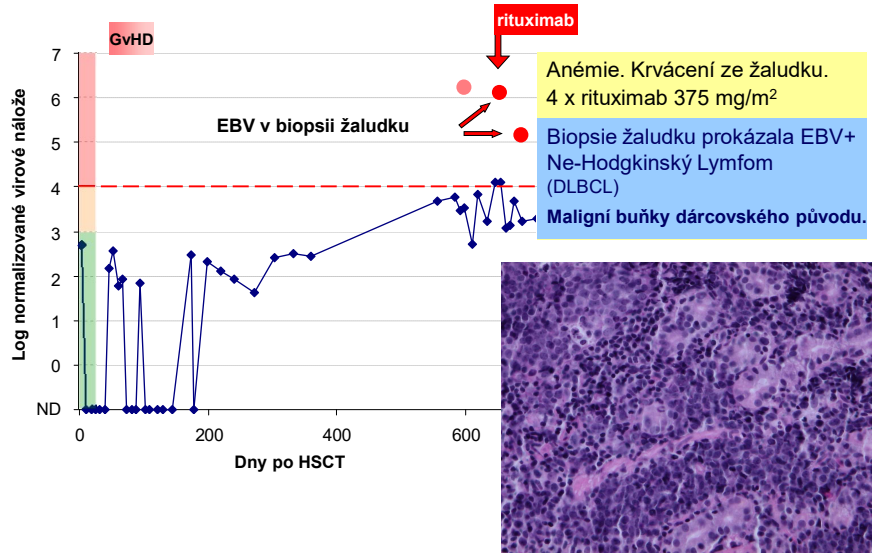 rituximab
GvHD
Anémie. Krvácení ze žaludku.
4 x rituximab 375 mg/m²
EBV v biopsii žaludku
Biopsie žaludku prokázala EBV+
Ne-Hodgkinský Lymfom
(DLBCL)
Maligní buňky dárcovského původu.
Log normalizované virové nálože
7
6
5
4
3
2
1
0
ND
0
200
400
600
Dny po HSCT